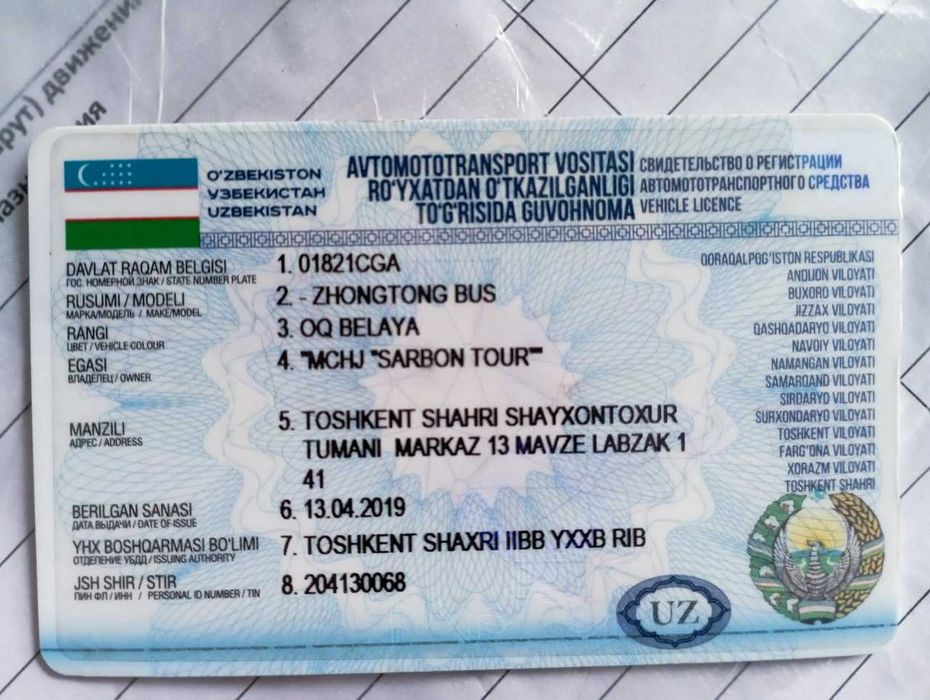 рут) движени
ия
разни
O'ZBEKISTON
ЎЗБЕКИСТАН
UZBEKISTAN
AVTOMOTOTRANSPORT VOSITASI
RO'YXATDAN O'TKAZILGANLIGI
TO'G'RISIDA GUVOHNOMA
СВИДЕТЕЛЬСТВО О РЕГИСТРАЦИИ
АВТОМОТОТРАНСПОРТНОГО СРЕДСТВА
VEHICLE LICENCE
DAVLAT RAQAM BELGISI
ГОС. НОМЕРНОЙ ЗНАК / STATE NUMBER PLATE
1. 01821CGA
RUSUMI / MODELI
МАРКА/МОДЕЛЬ / MAKE/MODEL
2. - ZHONGTONG BUS
RANGI
ЦВЕТ / VEHICLE COLOUR
3. OQ BELAYA
EGASI
ВЛАДЕЛЕЦ / OWNER
4. "MCHJ "SARBON TOUR""
MANZILI
АДРЕС / ADDRESS
5. TOSHKENT SHAHRI SHAYXONTOXUR
TUMANI MARKAZ 13 MAVZE LABZAK 1
41
BERILGAN SANASI
ДАТА ВЫДАЧИ / DATE OF ISSUE
6. 13.04.2019
YHX BOSHQARMASI BO'LIMI
ОТДЕЛЕНИЕ УБДД / ISSUING AUTHORITY
7. TOSHKENT SHAXRI IIBB YXXB RIB
JSH SHIR / STIR
ПИН ФЛ / ИНН / PERSONAL ID NUMBER / TIN
8. 204130068
QORAQALPOG'ISTON RESPUBLIKASI
ANDIJON VILOYATI
BUXORO VILOYATI
JIZZAX VILOYATI
QASHQADARYO VILOYATI
NAVOIY VILOYATI
NAMANGAN VILOYATI
SAMARQAND VILOYATI
SIRDARYO VILOYATI
SURXONDARYO VILOYATI
TOSHKENT VILOYATI
FARG'ONA VILOYATI
XORAZM VILOYATI
TOSHKENT SHAHRI
UZ